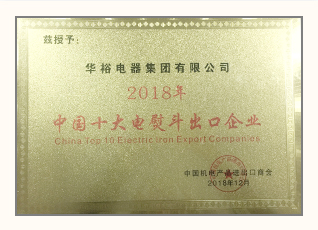 兹授予：
华裕电器集团有限公司
2018年
中国十大电熨斗出口企业
China Top 10 Electric iron Export Companies
中国机电产品进出口商会
2018年12月